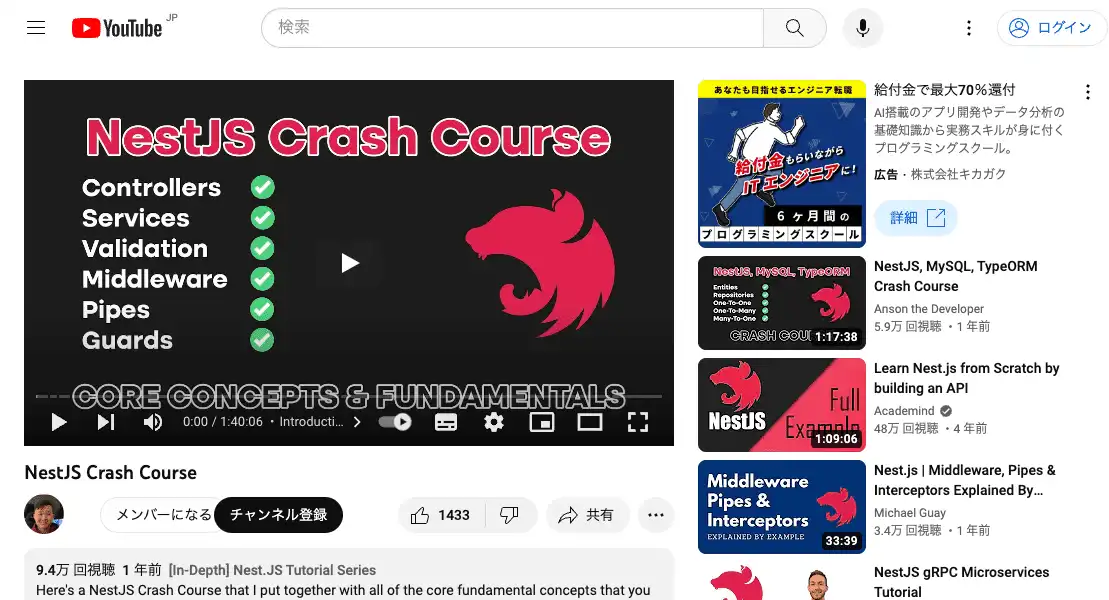 YouTube JP
検索
ログイン
NestJS Crash Course
Controllers
Services
Validation
Middleware
Pipes
Guards
CORE CONCEPTS & FUNDAMENTALS
0:00 / 1:40:06 • Introducti...
NestJS Crash Course
メンバーになる
チャンネル登録
1433
共有
9.4万 回視聴 1 年前 [In-Depth] Nest.JS Tutorial Series
Here's a NestJS Crash Course that I put together with all of the core fundamental concepts that you
あなたも目指せるエンジニア転職
給付金もらいながら
ITエンジニアに!
6ヶ月間の
プログラミングスクール
給付金で最大70%還付
AI搭載のアプリ開発やデータ分析の
基礎知識から実務スキルが身に付く
プログラミングスクール。
広告・株式会社キカガク
詳細
NestJS, MySQL, TypeORM
Entities
Repositories
One-To-One
One-To-Many
Many-To-One
CRASH COU
1:17:38
NestJS, MySQL, TypeORM
Crash Course
Anson the Developer
5.9万 回視聴 ・1 年前
NestJS
Full
Example
1:09:06
Learn Nest.js from Scratch by
building an API
Academind
48万 回視聴 ・4 年前
Middleware
Pipes &
Interceptors
EXPLAINED BY EXAMPLE
33:39
Nest.js | Middleware, Pipes &
Interceptors Explained By...
Michael Guay
3.4万 回視聴 ・1 年前
NestJS gRPC Microservices
Tutorial